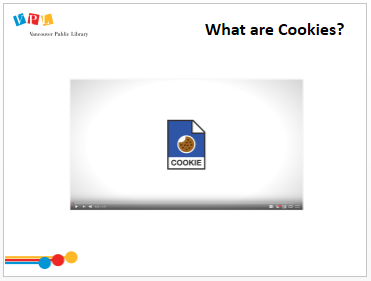 VPL
Vancouver Public Library
What are Cookies?
COOKIE